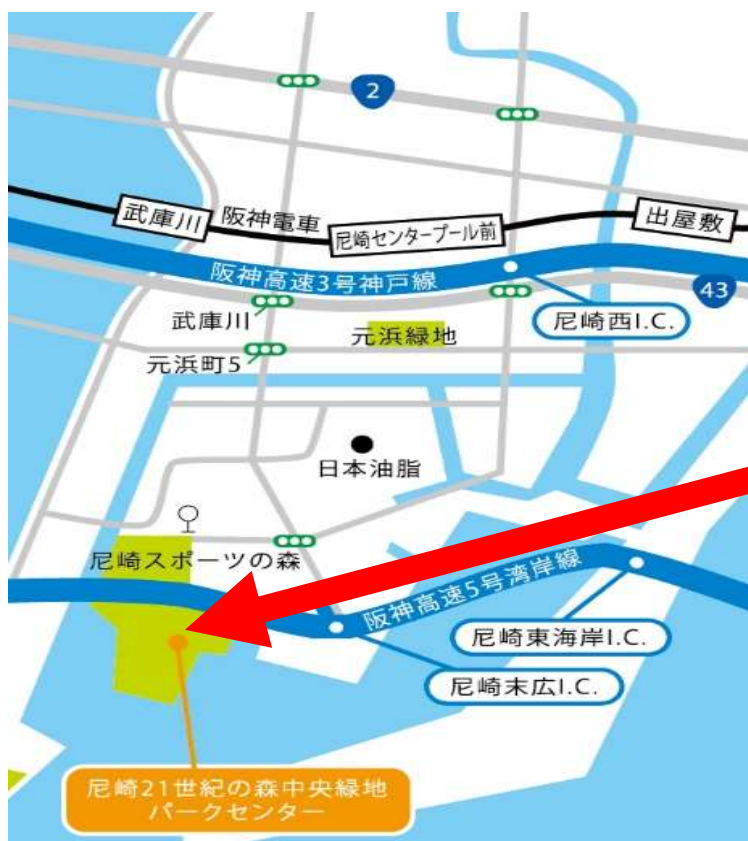 2
武庫川
阪神電車
尼崎センタープール前
出屋敷
阪神高速3号神戸線
43
武庫川
元浜緑地
尼崎西I.C.
元浜町5
日本油脂
尼崎スポーツの森
阪神高速5号湾岸線
尼崎東海岸I.C.
尼崎末広I.C.
尼崎21世紀の森中央緑地
パークセンター